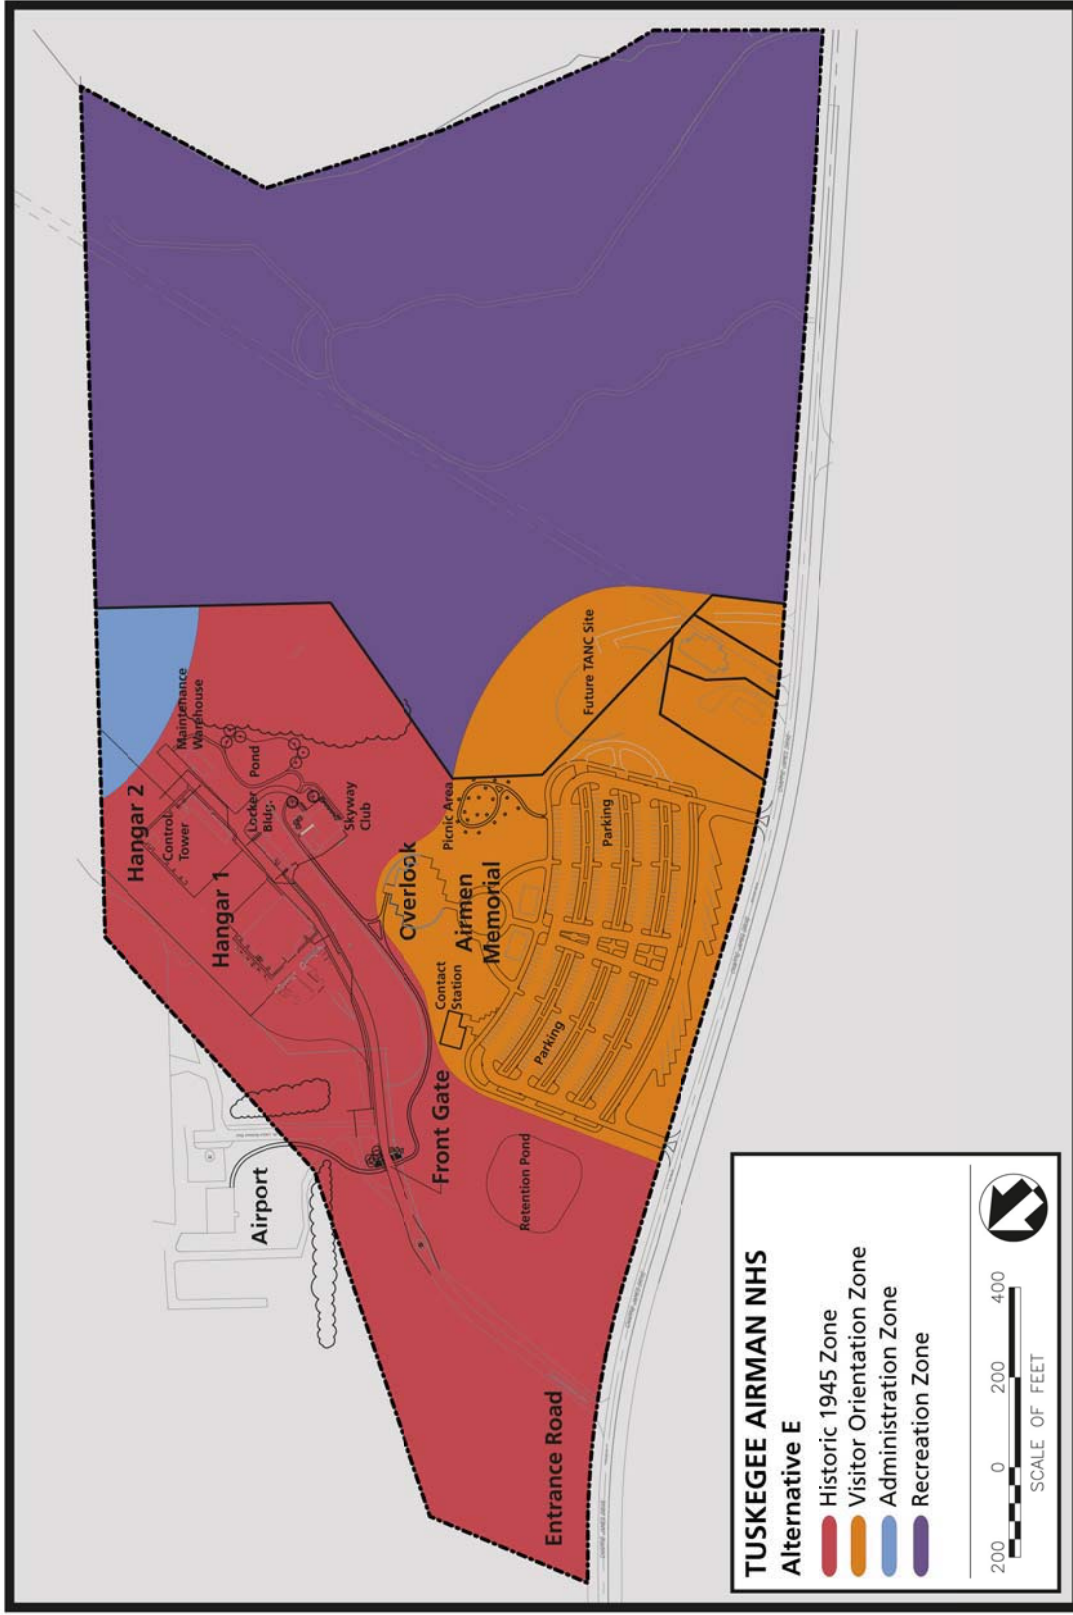 Hangar 2
Control
Tower
Maintenance
Warehouse
Hangar 1
Locker
Bldg.
Pond
Skyway
Club
Airport
Front Gate
Overlook
Picnic Area
Future TANC Site
Contact
Station
Airmen
Memorial
Parking
Parking
Retention Pond
Entrance Road
TUSKEGEE AIRMAN NHS
Alternative E
Historic 1945 Zone
Visitor Orientation Zone
Administration Zone
Recreation Zone
200 0 200 400
SCALE OF FEET